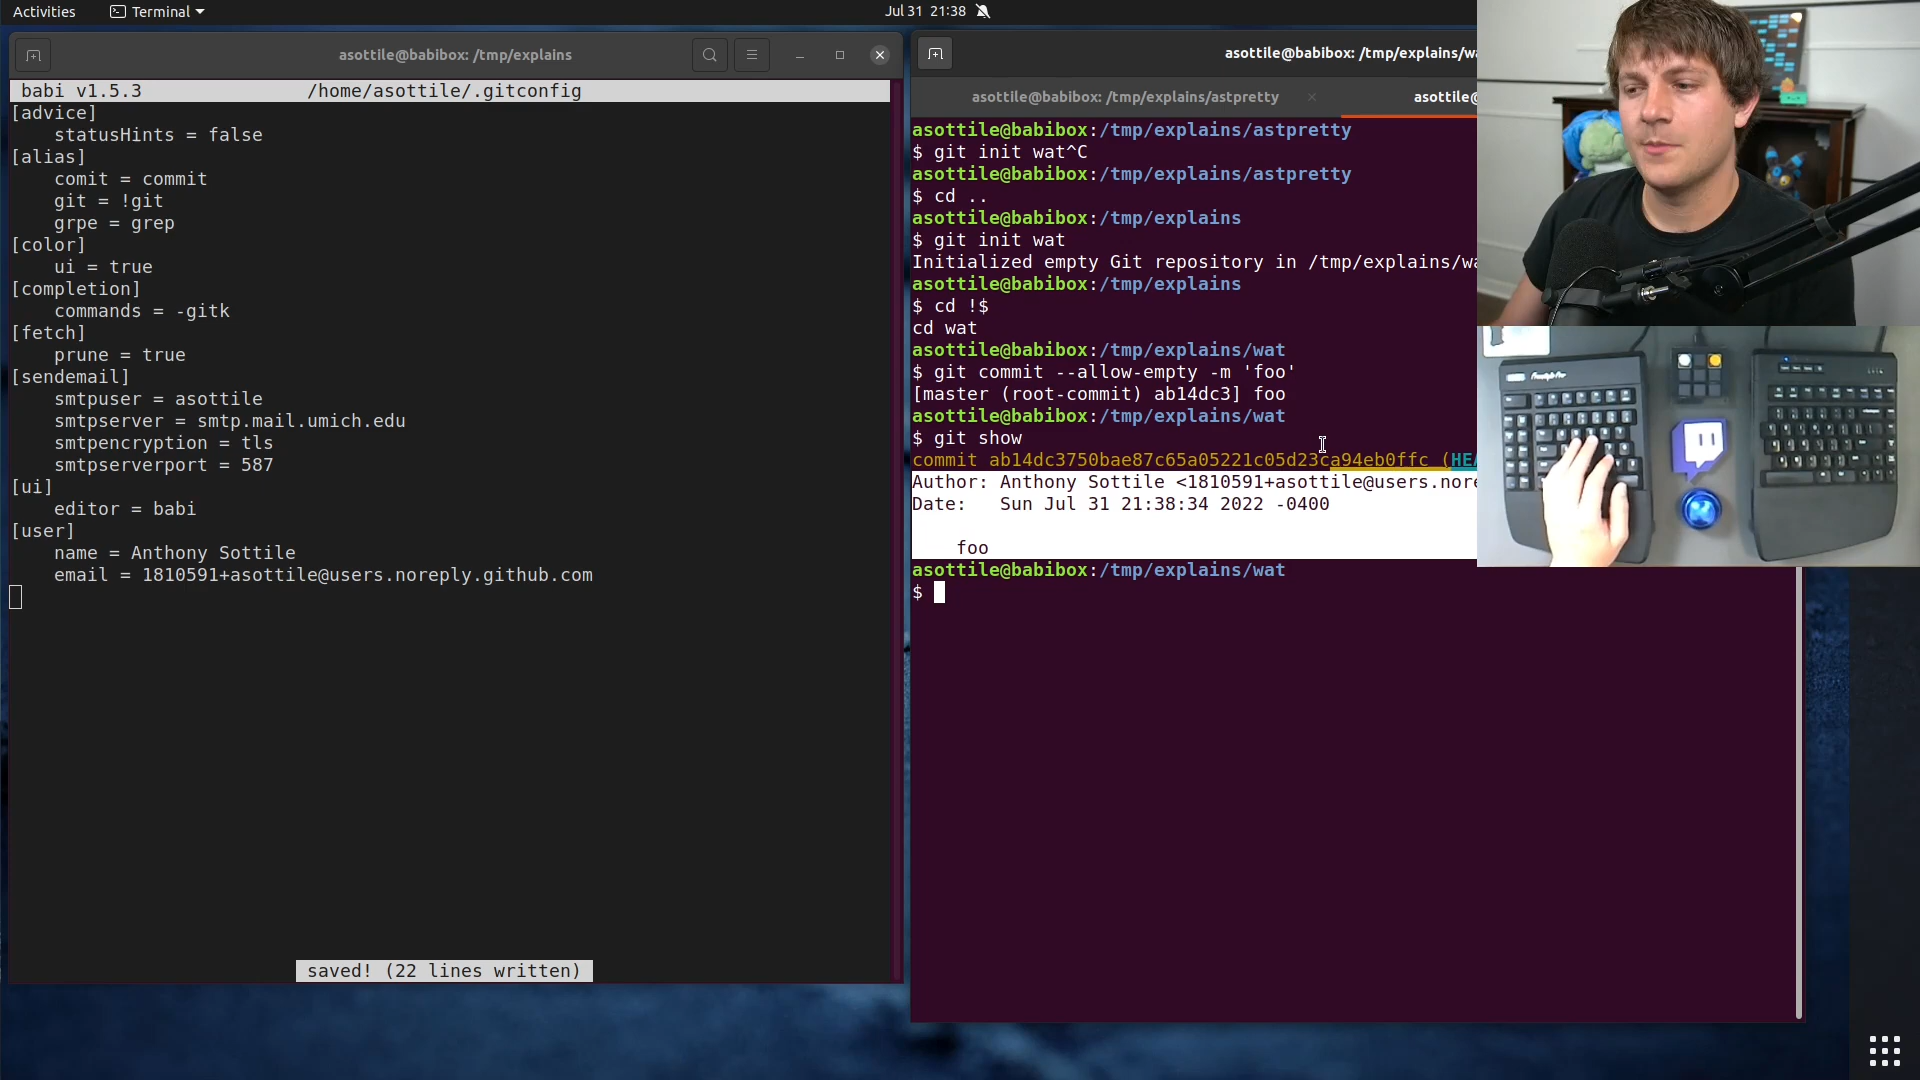 Activities
Terminal
Jul 31 21:38
asottile@babibox: /tmp/explains
babi v1.5.3 /home/asottile/.gitconfig
[advice]
statusHints = false
[alias]
comit = commit
git = !git
grpe = grep
[color]
ui = true
[completion]
commands = -gitk
[fetch]
prune = true
[sendemail]
smtpuser = asottile
smtpserver = smtp.mail.umich.edu
smtpencryption = tls
smtpserverport = 587
[ui]
editor = babi
[user]
name = Anthony Sottile
email = 1810591+asottile@users.noreply.github.com
saved! (22 lines written)
asottile@babibox: /tmp/explains/wa
asottile@babibox: /tmp/explains/astpretty ×
asottile@
asottile@babibox:/tmp/explains/astpretty
$ git init wat^C
asottile@babibox:/tmp/explains/astpretty
$ cd ..
asottile@babibox:/tmp/explains
$ git init wat
Initialized empty Git repository in /tmp/explains/wa
asottile@babibox:/tmp/explains
$ cd !$
cd wat
asottile@babibox:/tmp/explains/wat
$ git commit --allow-empty -m 'foo'
[master (root-commit) ab14dc3] foo
asottile@babibox:/tmp/explains/wat
$ git show
commit ab14dc3750bae87c65a05221c05d23ca94eb0ffc (HEA
Author: Anthony Sottile <1810591+asottile@users.nore
Date: Sun Jul 31 21:38:34 2022 -0400
foo
asottile@babibox:/tmp/explains/wat
$